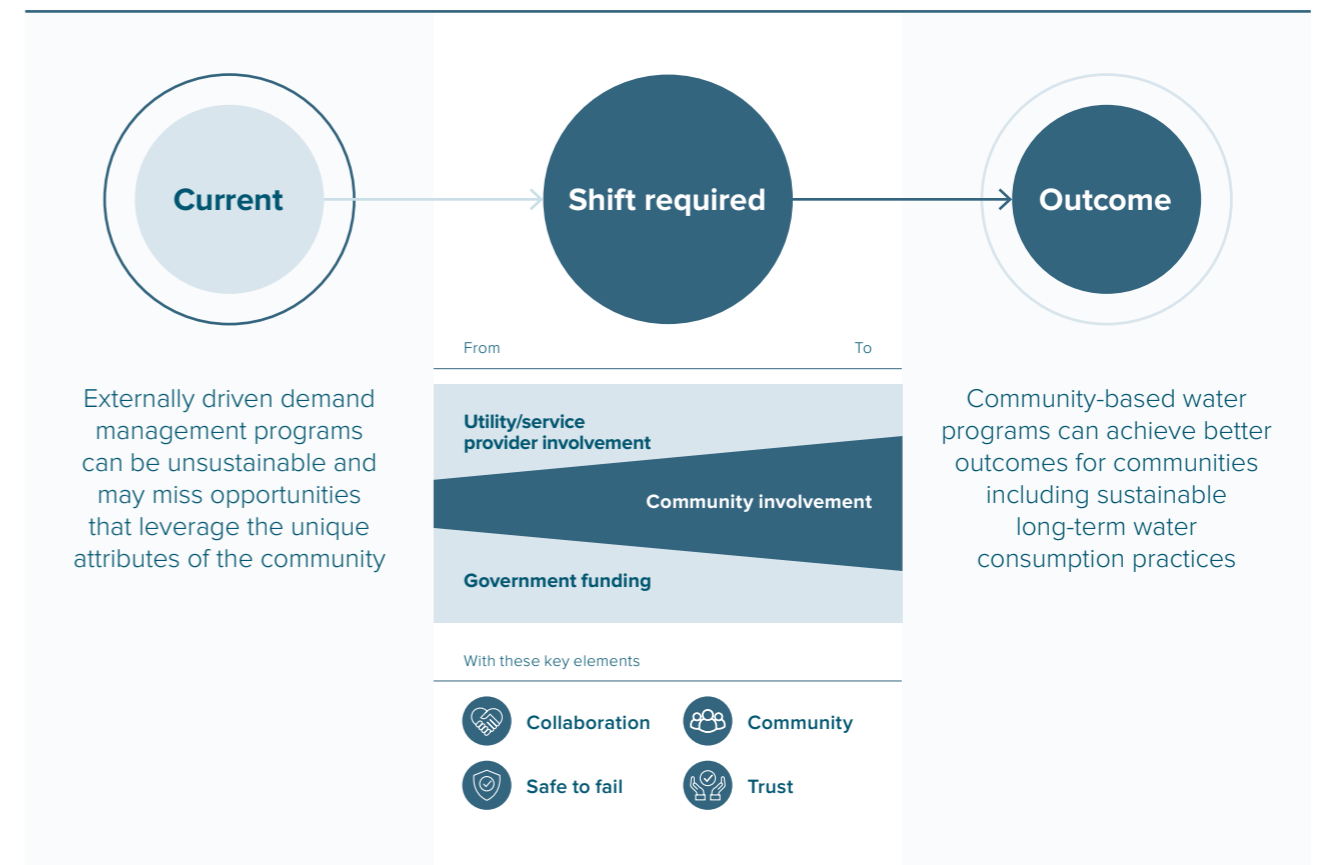 Current
Shift required
Outcome
Externally driven demand
management programs
can be unsustainable and
may miss opportunities
that leverage the unique
attributes of the community
From
To
Utility/service
provider involvement
Community involvement
Government funding
With these key elements
Collaboration
Community
Safe to fail
Trust
Community-based water
programs can achieve better
outcomes for communities
including sustainable
long-term water
consumption practices